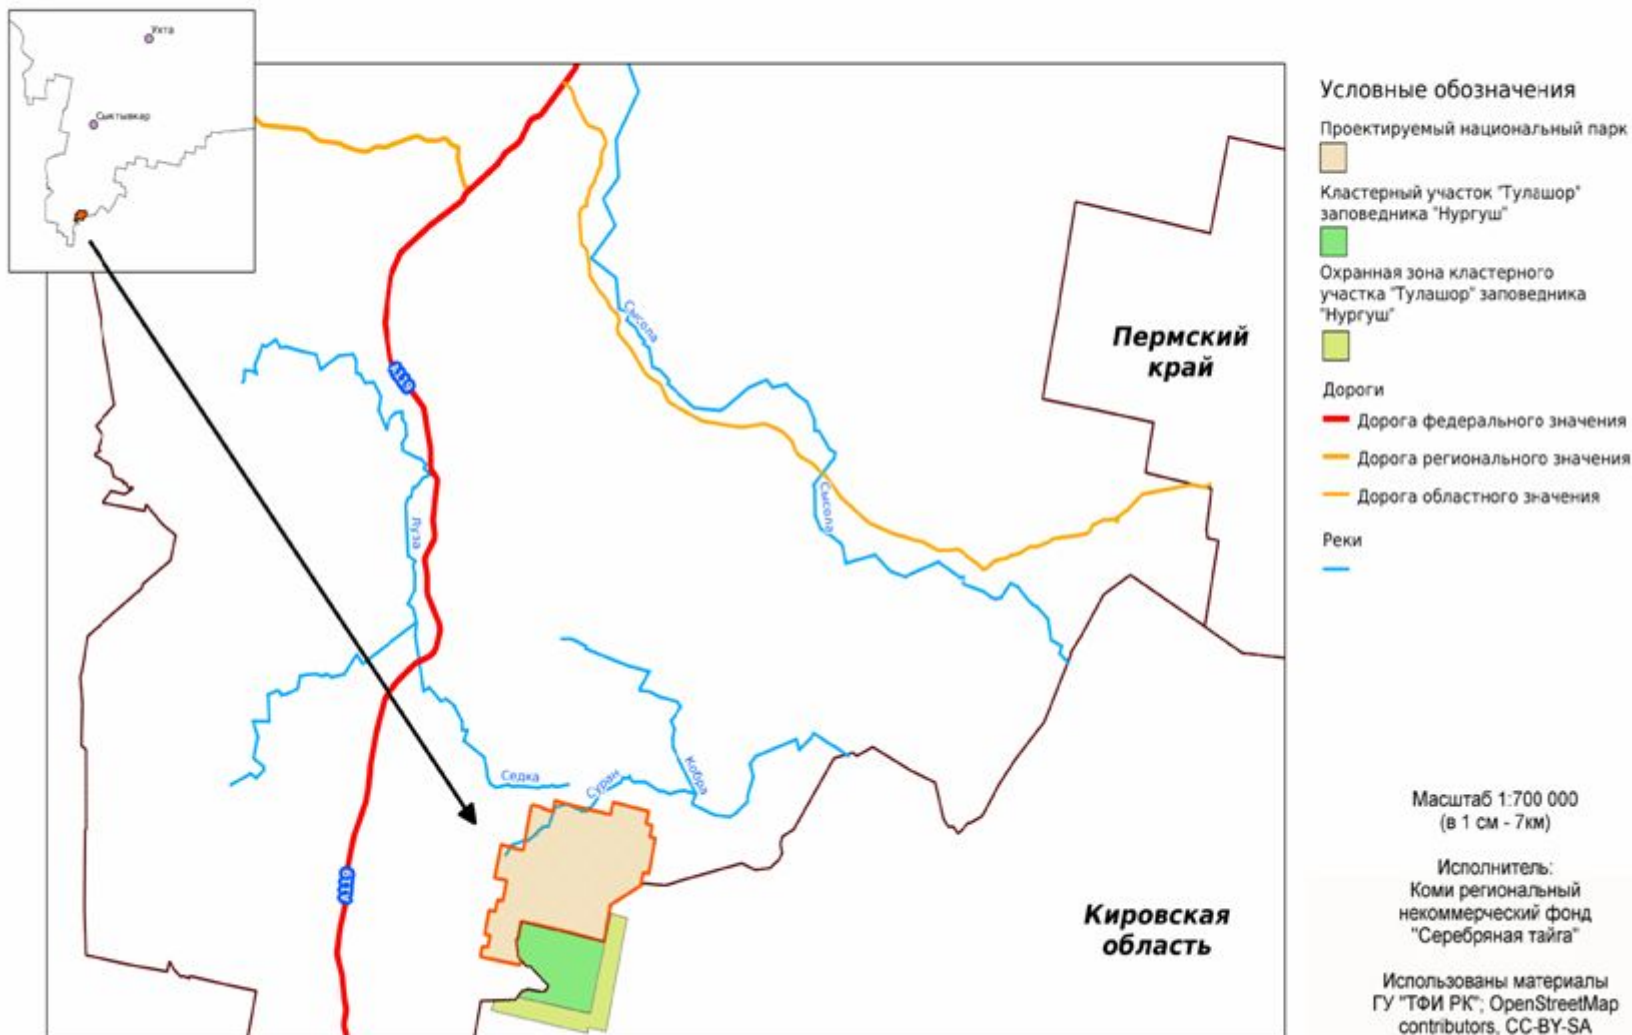 Ухта
Сыктывкар
Сысола
А119
Сысола
Луза
Седка
Суран
Кобра
А119
Пермский
край
Кировская
область
Условные обозначения
Проектируемый национальный парк
Кластерный участок "Тулашор"
заповедника "Нургуш"
Охранная зона кластерного
участка "Тулашор" заповедника
"Нургуш"
Дороги
Дорога федерального значения
Дорога регионального значения
Дорога областного значения
Реки
Масштаб 1:700 000
(в 1 см - 7км)
Исполнитель:
Коми региональный
некоммерческий фонд
"Серебряная тайга"
Использованы материалы
ГУ "ТФИ РК"; OpenStreetMap
contributors, CC-BY-SA